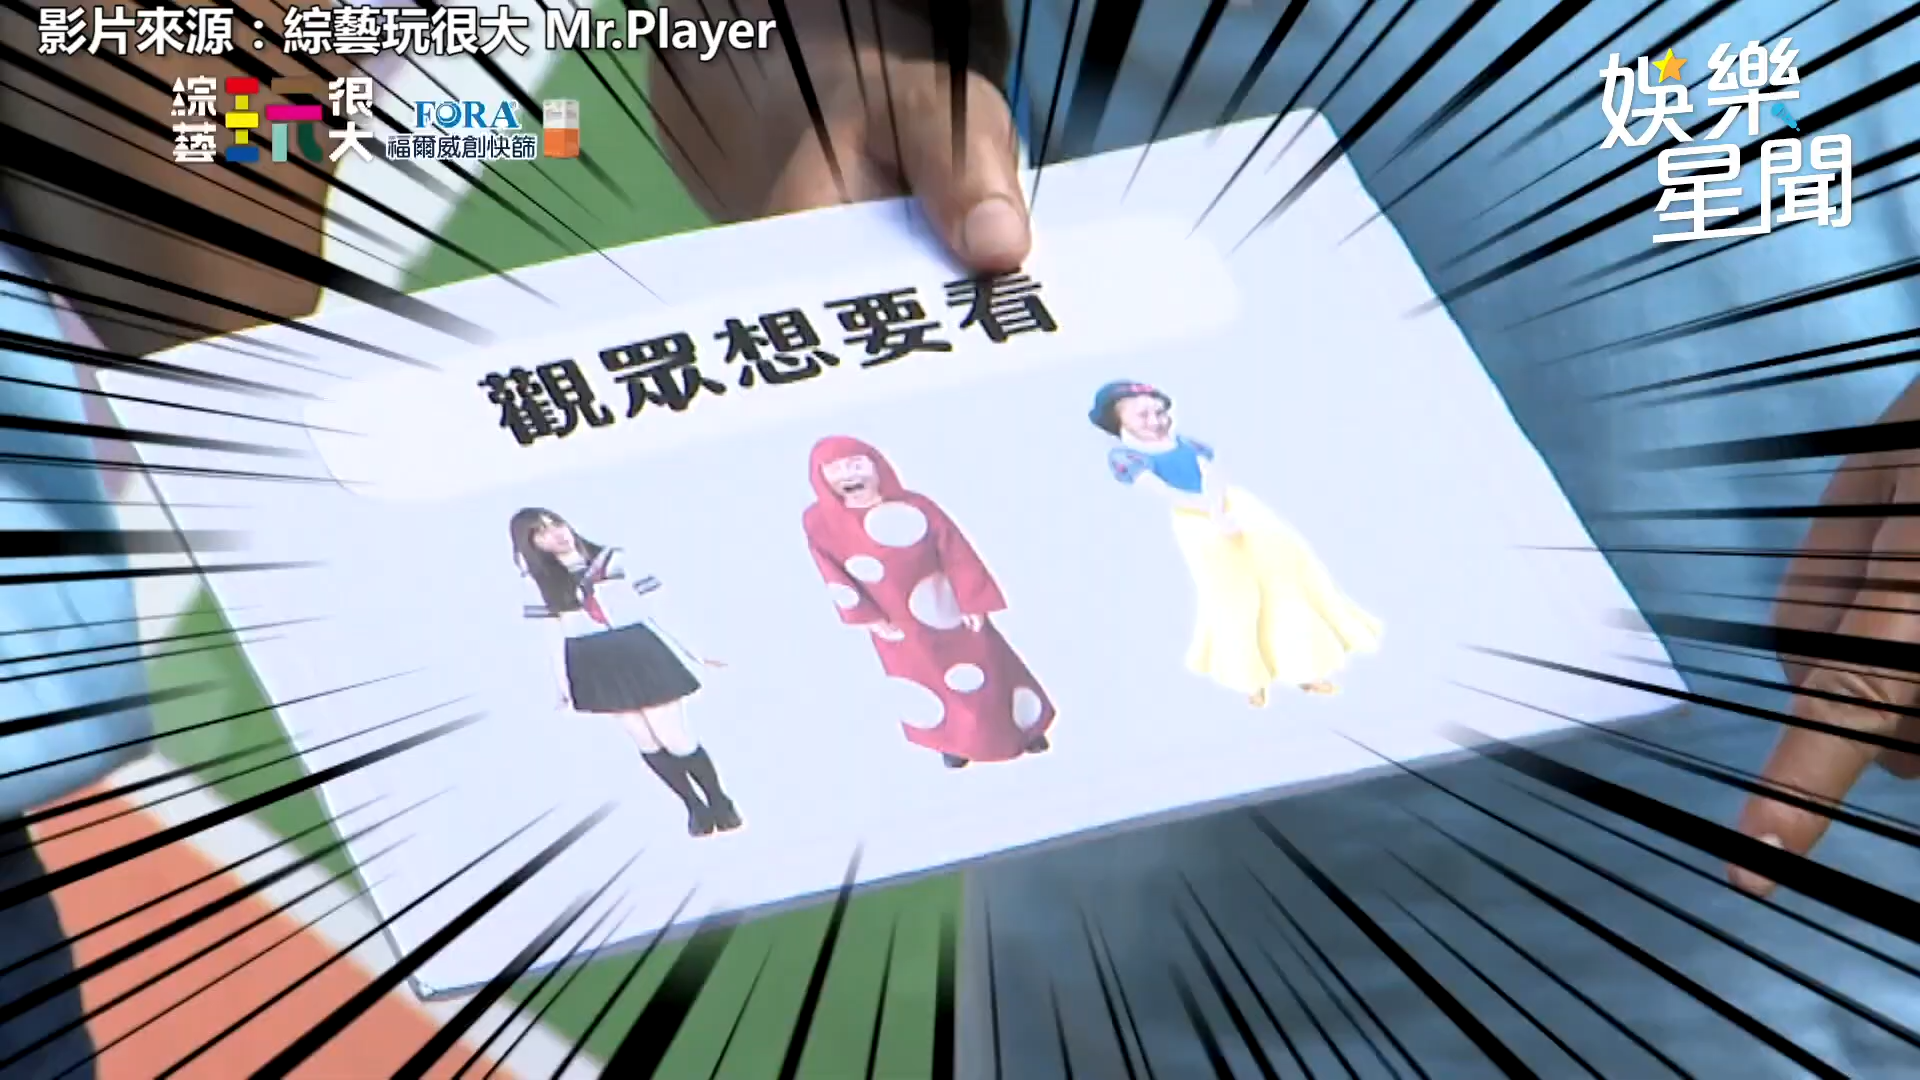 影片來源：綜藝玩很大 Mr.Player
綜藝玩很大
FORA
福爾威創快篩
娛樂星聞
觀眾想要看